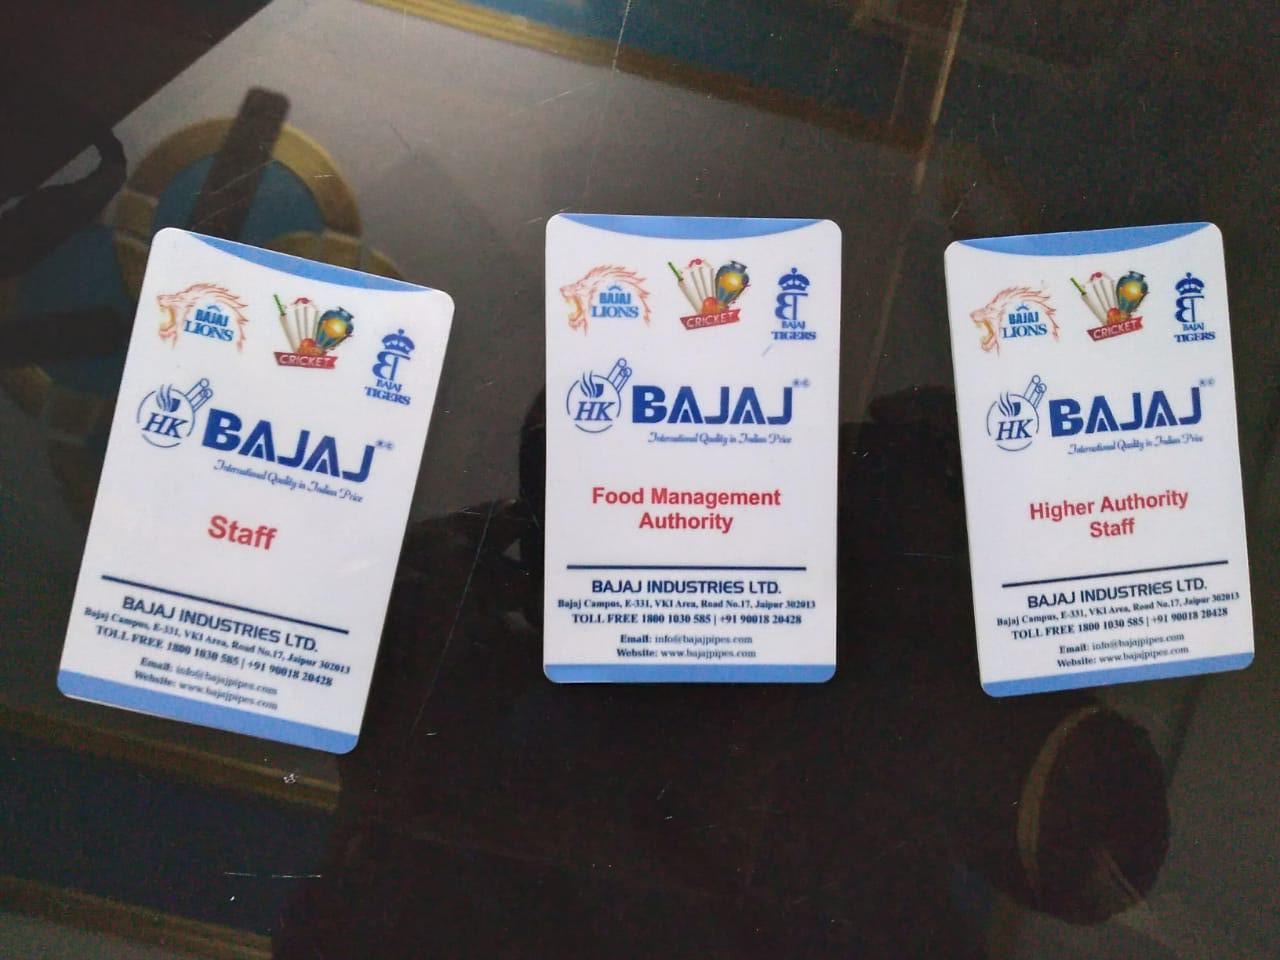 BAJAJ
LIONS
CRICKET
BAJAJ
TIGERS
HK
BAJAJ
International Quality in Indian Price
Staff
BAJAJ INDUSTRIES LTD.
Bajaj Campus, E-331, VKI Area, Road No.17, Jaipur 302013
TOLL FREE 1800 1030 585 | +91 90018 20428
Email: info@bajajpipes.com
Website: www.bajajpipes.com
BAJAJ
LIONS
CRICKET
BAJAJ
TIGERS
HK
BAJAJ
International Quality in Indian Price
Food Management
Authority
BAJAJ INDUSTRIES LTD.
Bajaj Campus, E-331, VKI Area, Road No.17, Jaipur 302013
TOLL FREE 1800 1030 585 | +91 90018 20428
Email: info@bajajpipes.com
Website: www.bajajpipes.com
BAJAJ
LIONS
CRICKET
BAJAJ
TIGERS
HK
BAJAJ
International Quality in Indian Price
Higher Authority
Staff
BAJAJ INDUSTRIES LTD.
Bajaj Campus, E-331, VKI Area, Road No.17, Jaipur 302013
TOLL FREE 1800 1030 585 | +91 90018 20428
Email: info@bajajpipes.com
Website: www.bajajpipes.com